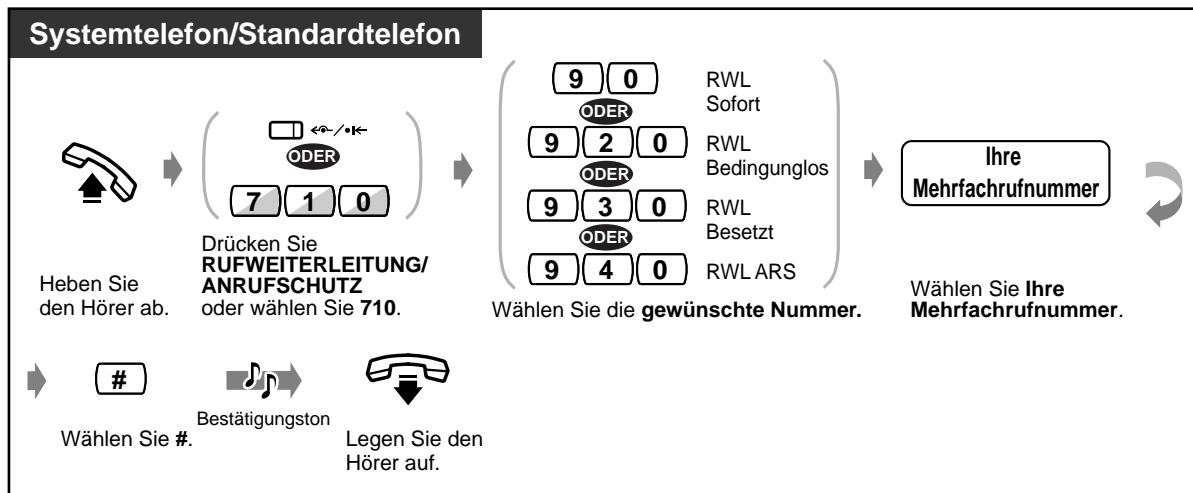 Systemtelefon/Standardtelefon
ODER
7 1 0
Heben Sie
den Hörer ab.
Drücken Sie
RUFWEITERLEITUNG/
ANRUFSCHUTZ
oder wählen Sie 710.
9 0 RWL
Sofort
ODER
9 2 0 RWL
Bedingunglos
ODER
9 3 0 RWL
Besetzt
ODER
9 4 0 RWL ARS
Wählen Sie die gewünschte Nummer.
Ihre
Mehrfachrufnummer
Wählen Sie Ihre
Mehrfachrufnummer.
#
Wählen Sie #.
Bestätigungston
Legen Sie den
Hörer auf.